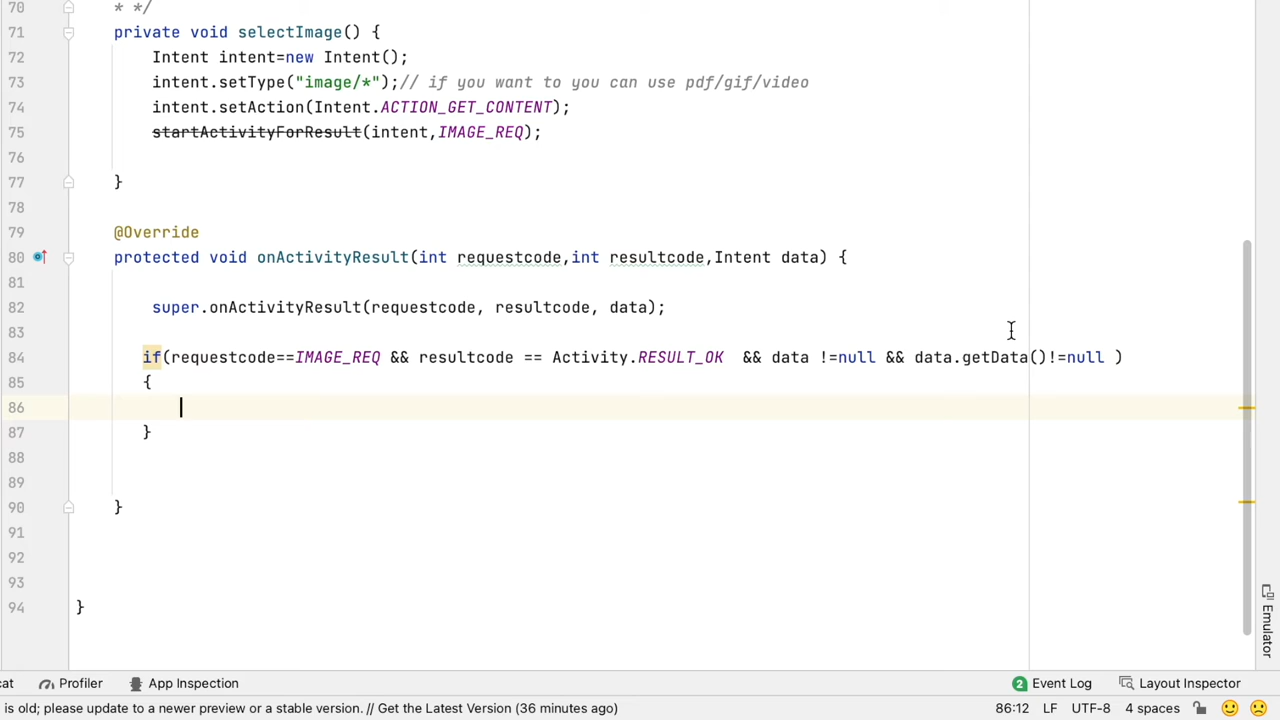 70 * */
71 private void selectImage() {
72 Intent intent=new Intent();
73 intent.setType("image/*");// if you want to you can use pdf/gif/video
74 intent.setAction(Intent.ACTION_GET_CONTENT);
75 startActivityForResult(intent,IMAGE_REQ);
76
77 }
78
79 @Override
80 protected void onActivityResult(int requestcode,int resultcode,Intent data) {
81
82 super.onActivityResult(requestcode, resultcode, data);
83
84 if(requestcode==IMAGE_REQ && resultcode == Activity.RESULT_OK && data !=null && data.getData()!=null )
85 {
86
87 }
88
89
90 }
91
92
93
94 }
Emulator
cat Profiler App Inspection 2 Event Log Layout Inspector
is old; please update to a newer preview or a stable version. // Get the Latest Version (36 minutes ago) 86:12 LF UTF-8 4 spaces